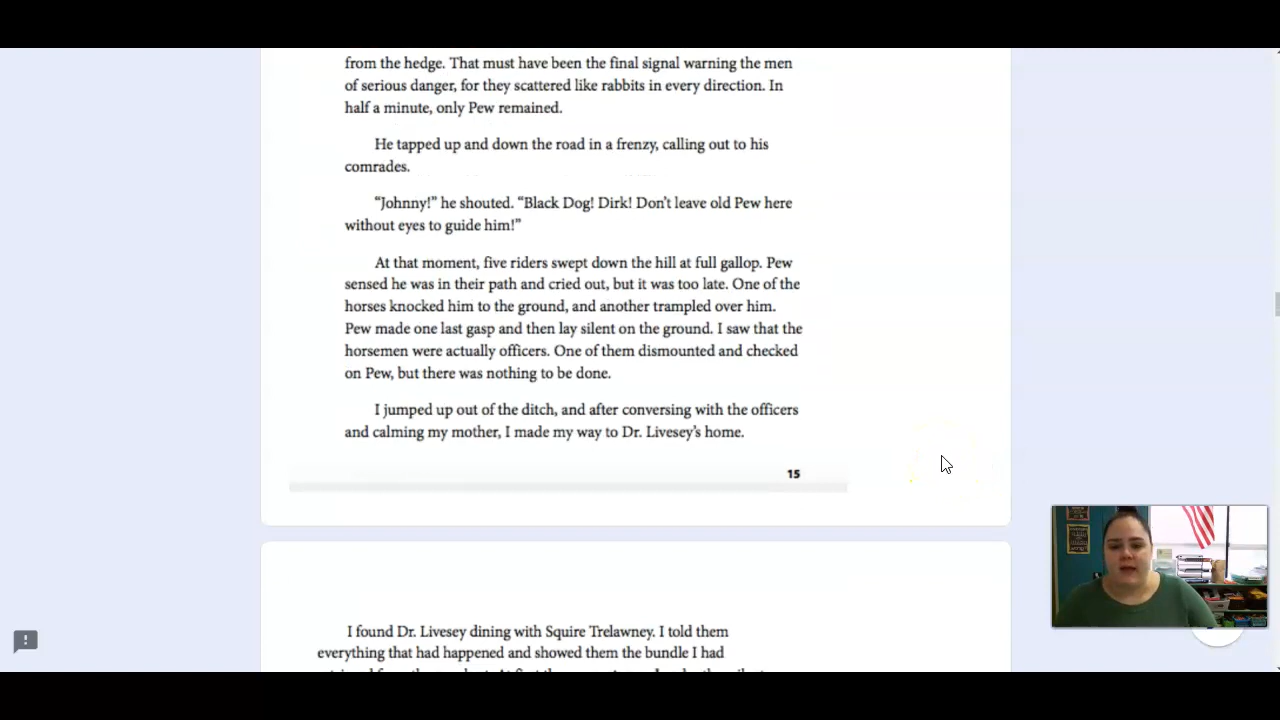 from the hedge. That must have been the final signal warning the men
of serious danger, for they scattered like rabbits in every direction. In
half a minute, only Pew remained.
He tapped up and down the road in a frenzy, calling out to his
comrades.
“Johnny!” he shouted. “Black Dog! Dirk! Don’t leave old Pew here
without eyes to guide him!”
At that moment, five riders swept down the hill at full gallop. Pew
sensed he was in their path and cried out, but it was too late. One of the
horses knocked him to the ground, and another trampled over him.
Pew made one last gasp and then lay silent on the ground. I saw that the
horsemen were actually officers. One of them dismounted and checked
on Pew, but there was nothing to be done.
I jumped up out of the ditch, and after conversing with the officers
and calming my mother, I made my way to Dr. Livesey’s home.
15
I found Dr. Livesey dining with Squire Trelawney. I told them
everything that had happened and showed them the bundle I had